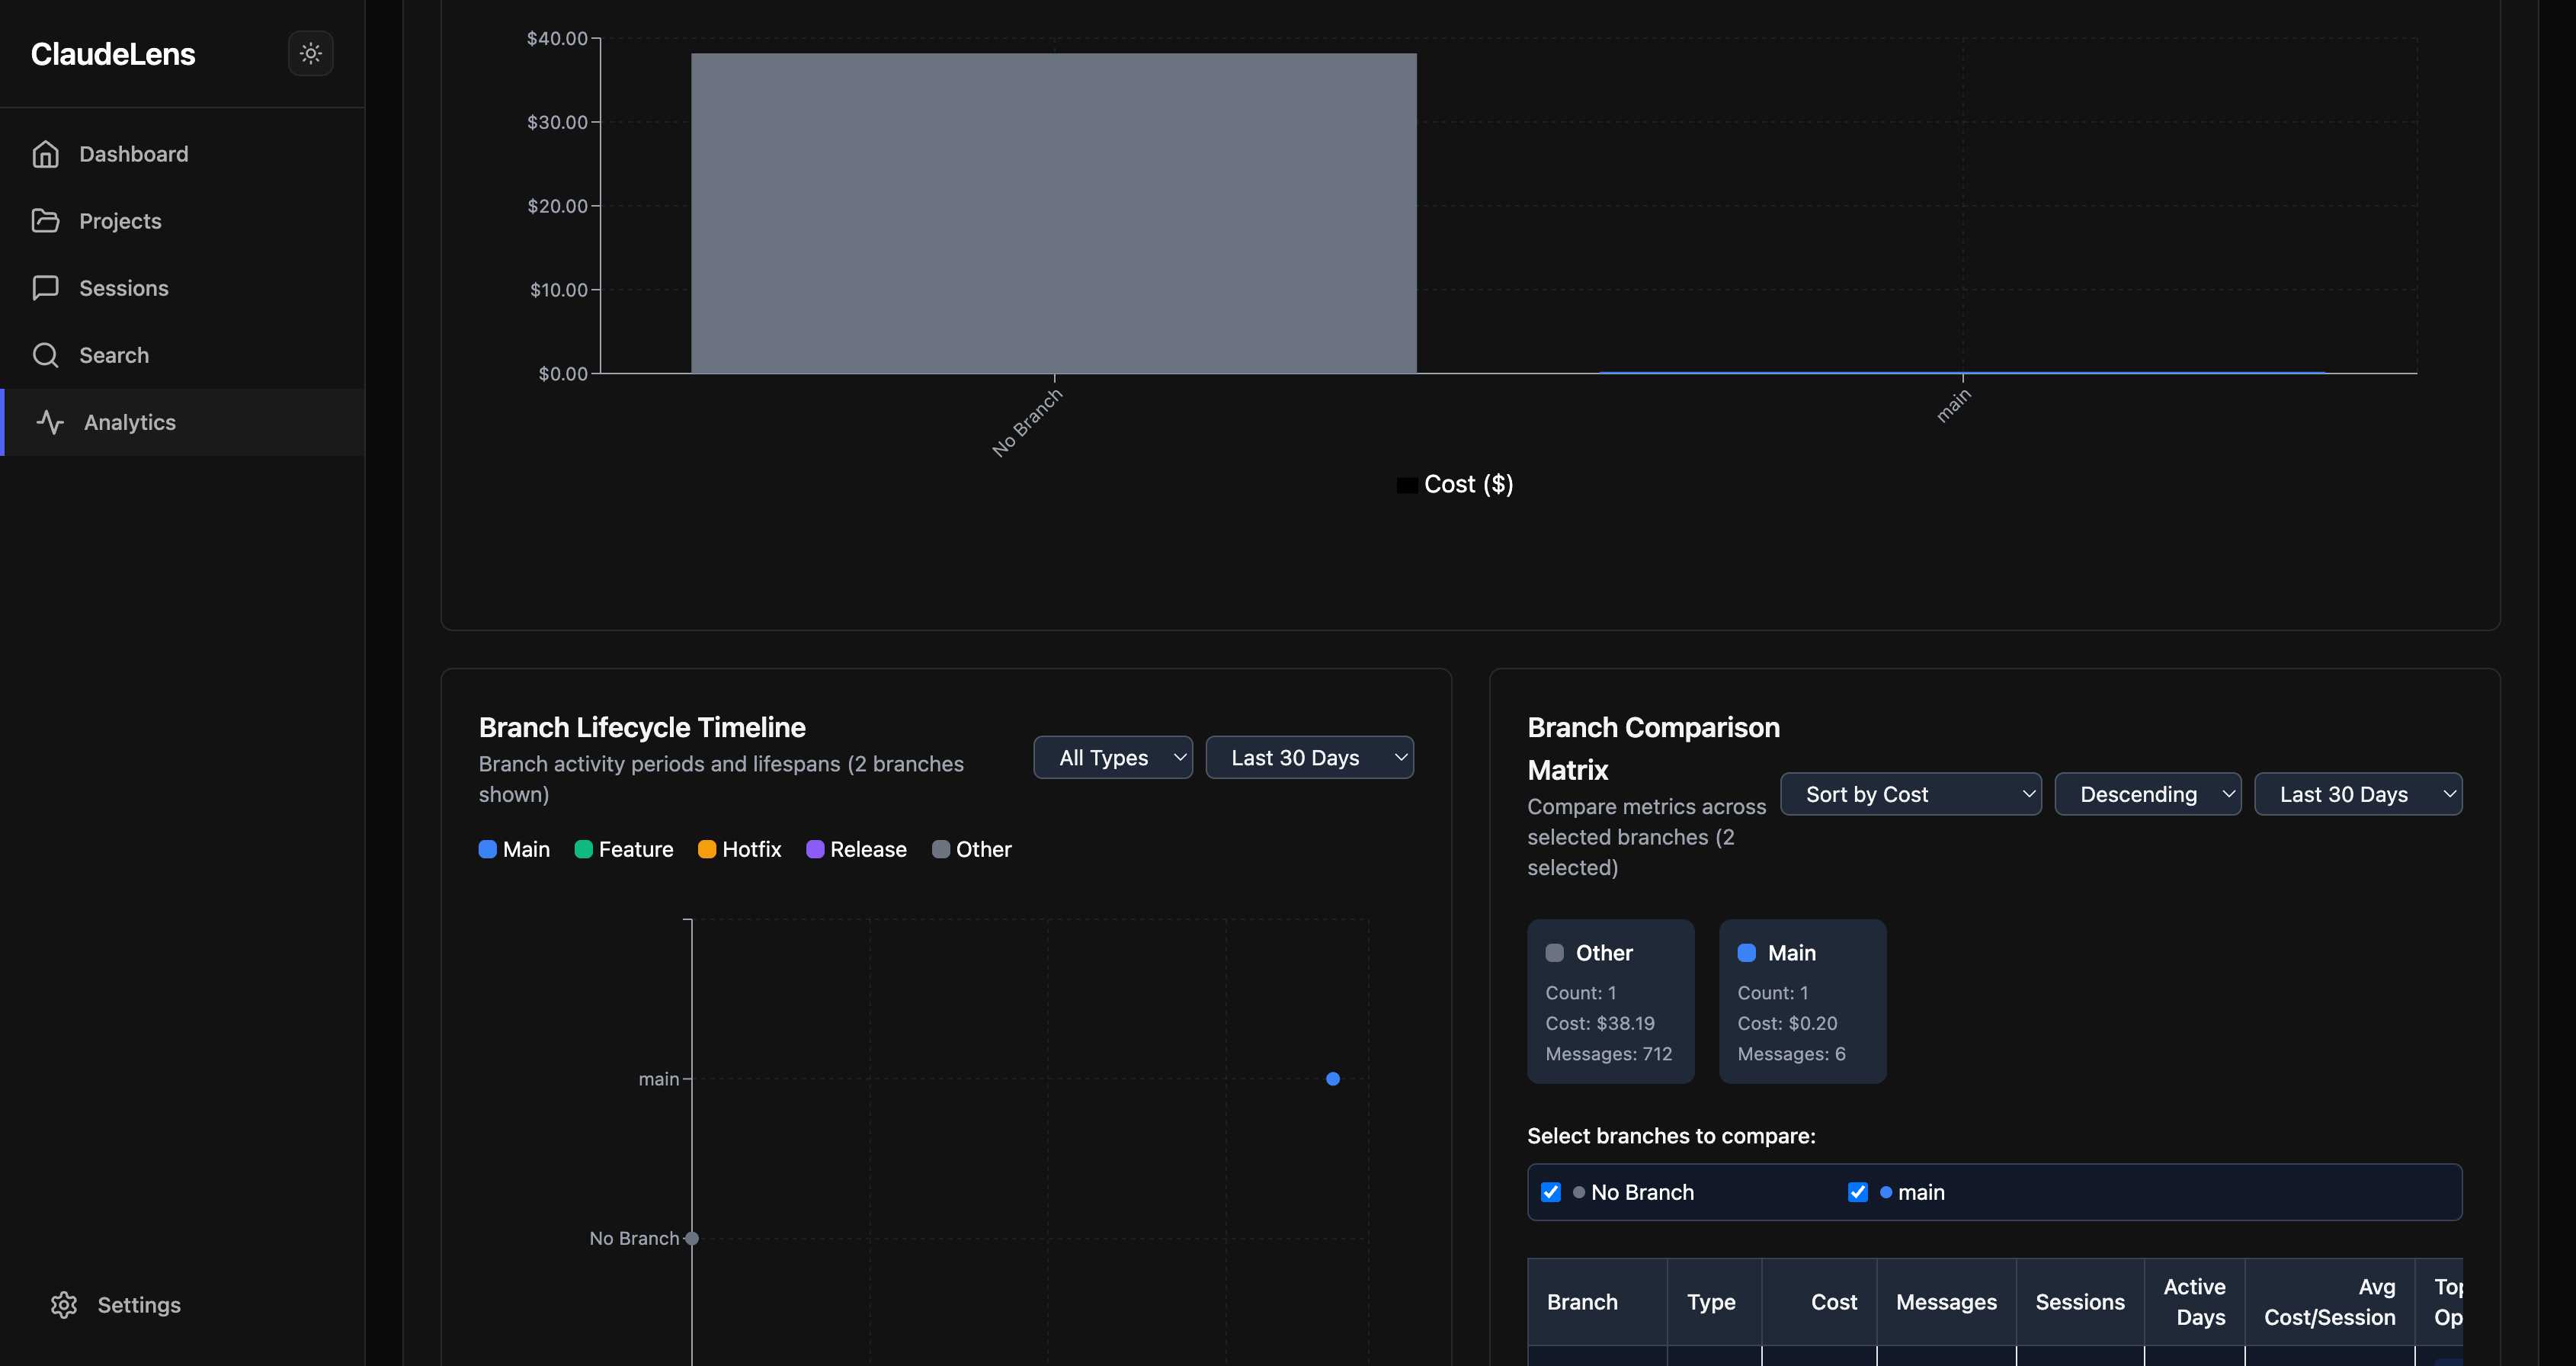 ClaudeLens
Dashboard
Projects
Sessions
Search
Analytics
Settings
$40.00
$30.00
$20.00
$10.00
$0.00
No Branch
main
Cost ($)
Branch Lifecycle Timeline
Branch activity periods and lifespans (2 branches
shown)
All Types
Last 30 Days
Main
Feature
Hotfix
Release
Other
main
No Branch
Branch Comparison
Matrix
Compare metrics across
selected branches (2
selected)
Sort by Cost
Descending
Last 30 Days
Other
Count: 1
Cost: $38.19
Messages: 712
Main
Count: 1
Cost: $0.20
Messages: 6
Select branches to compare:
No Branch
main
Branch
Type
Cost
Messages
Sessions
Active
Days
Avg
Cost/Session